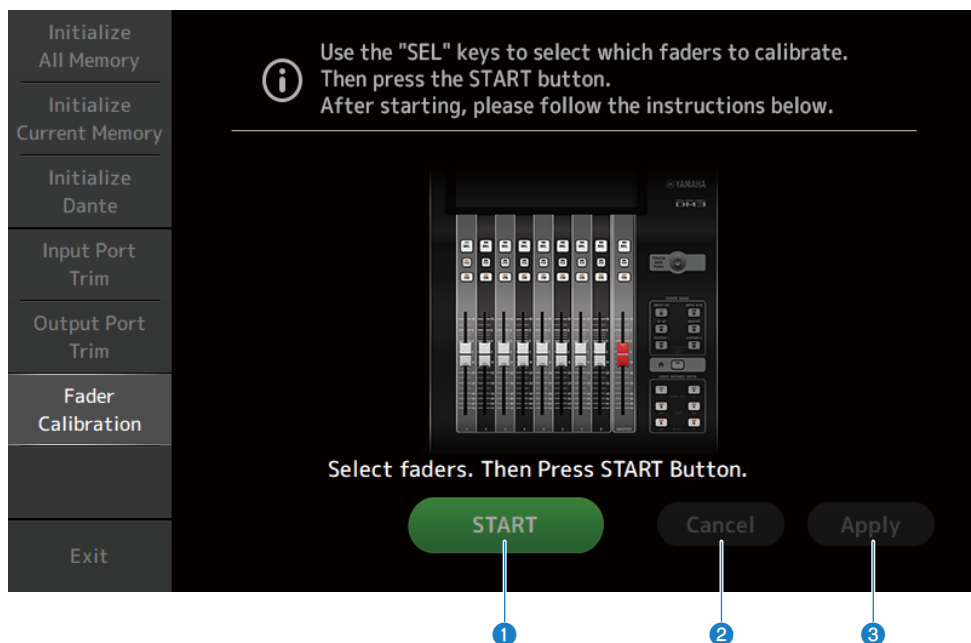 Initialize
All Memory
Initialize
Current Memory
Initialize
Dante
Input Port
Trim
Output Port
Trim
Fader
Calibration
Exit
Use the "SEL" keys to select which faders to calibrate.
Then press the START button.
After starting, please follow the instructions below.
YAMAHA
DM3
Select faders. Then Press START Button.
START
Cancel
Apply
1
2
3